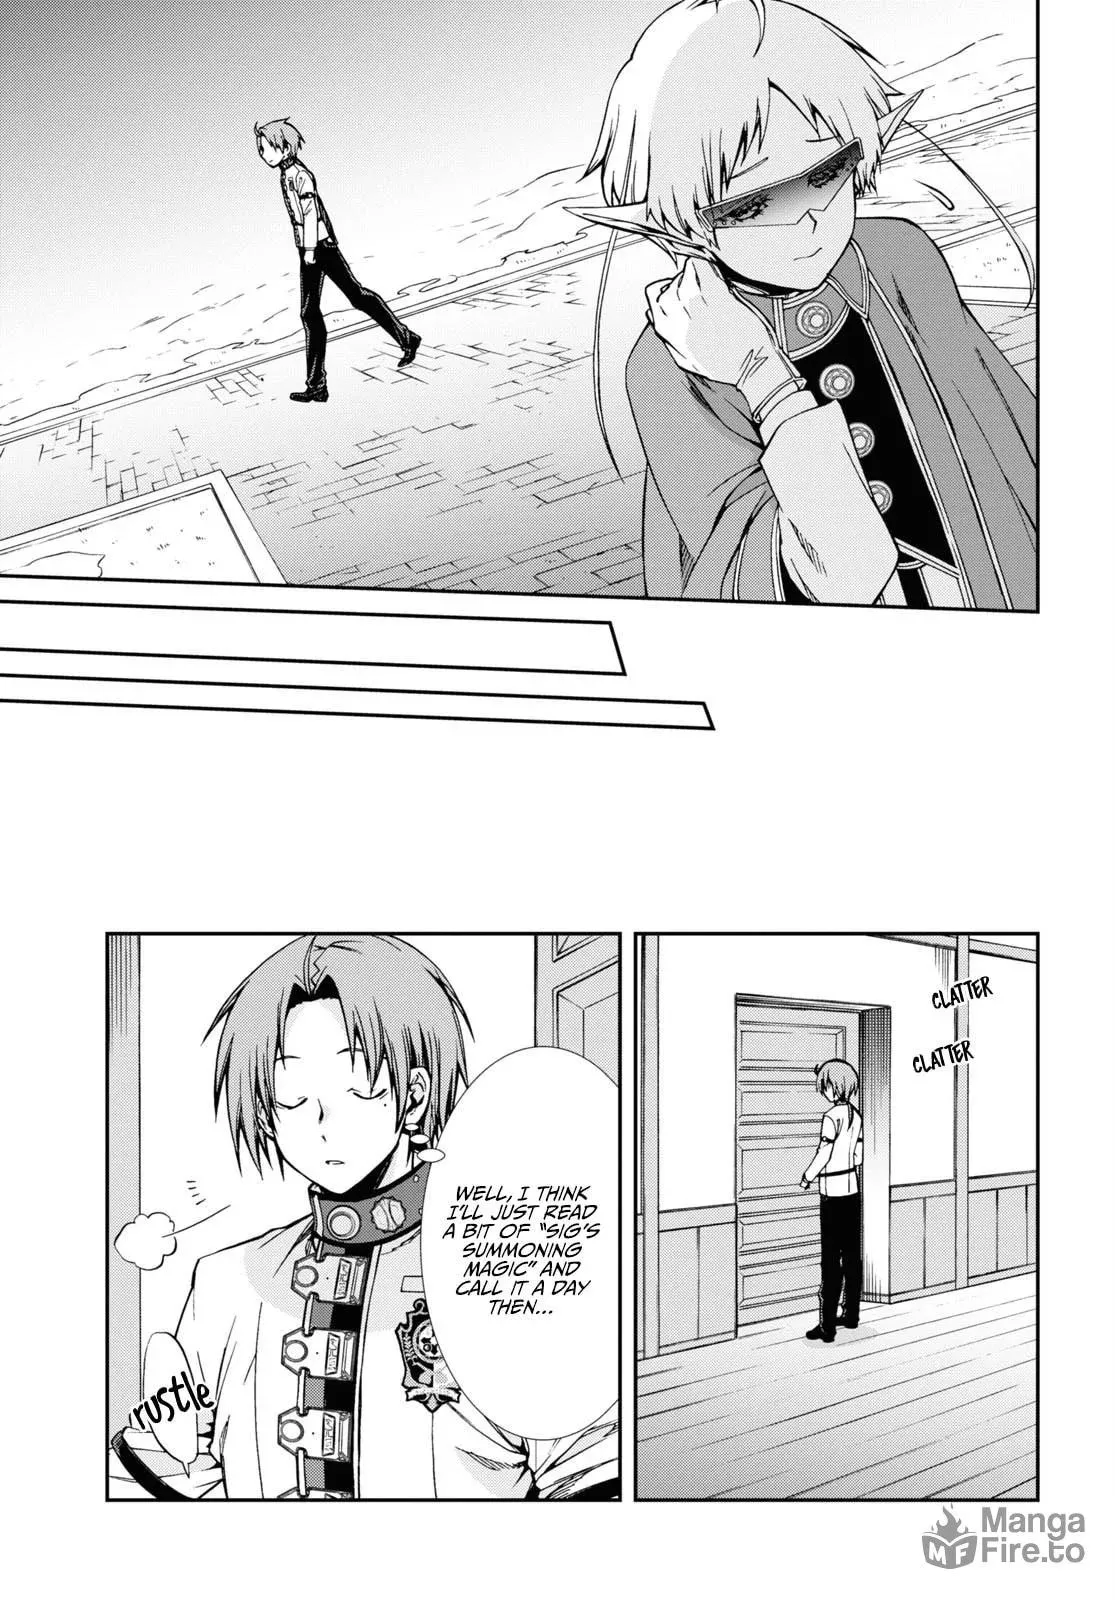 CLATTER
CLATTER
WELL, I THINK
I'LL JUST READ
A BIT OF "SIG'S
SUMMONING
MAGIC" AND
CALL IT A DAY
THEN...
rustle
Manga
Fire.to
MF